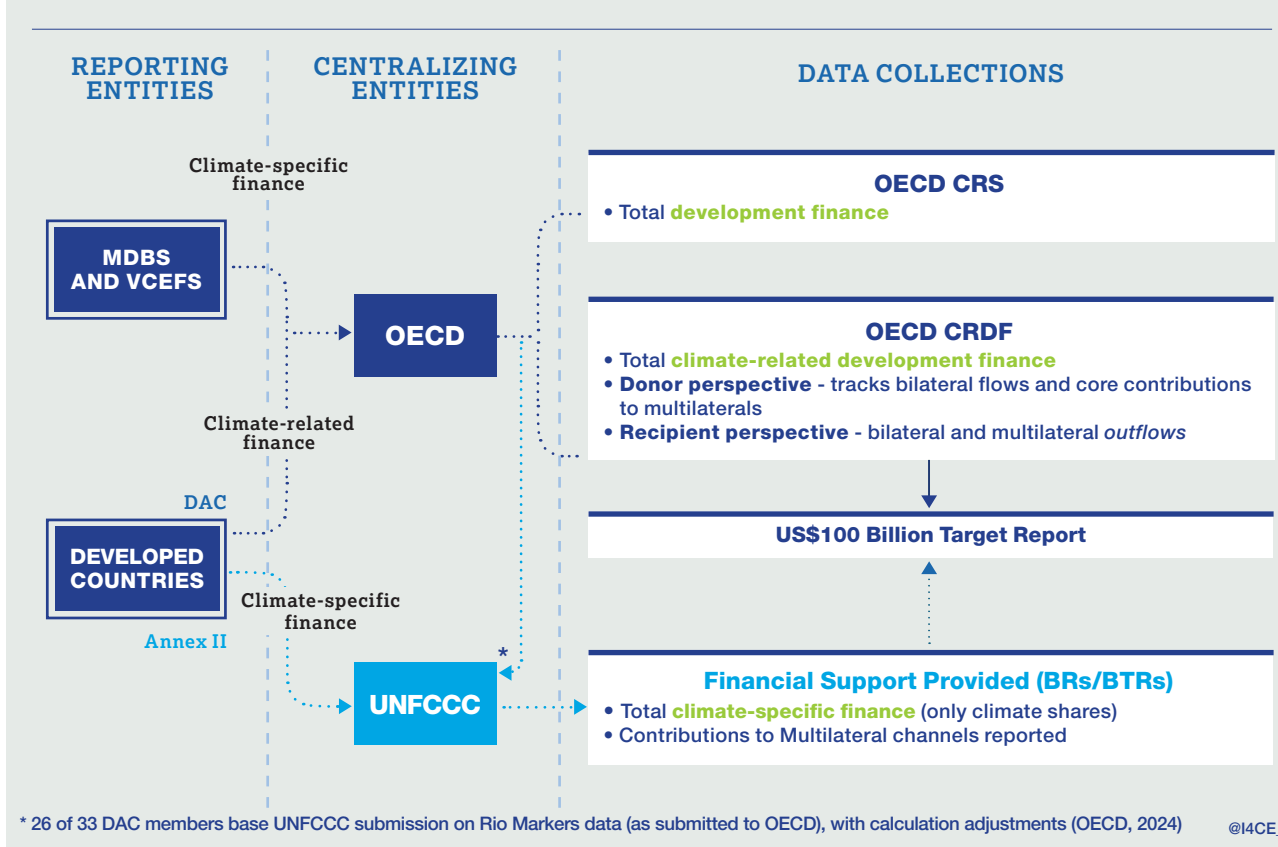 REPORTING
ENTITIES
CENTRALIZING
ENTITIES
DATA COLLECTIONS
Climate-specific
finance
MDBS
AND VCEFS
OECD
Climate-related
finance
DAC
DEVELOPED
COUNTRIES
Climate-specific
finance
Annex II
*
UNFCCC
OECD CRS
• Total development finance
OECD CRDF
• Total climate-related development finance
• Donor perspective - tracks bilateral flows and core contributions
to multilaterals
• Recipient perspective - bilateral and multilateral outflows
US$100 Billion Target Report
Financial Support Provided (BRs/BTRs)
• Total climate-specific finance (only climate shares)
• Contributions to Multilateral channels reported
* 26 of 33 DAC members base UNFCCC submission on Rio Markers data (as submitted to OECD), with calculation adjustments (OECD, 2024)
@I4CE_